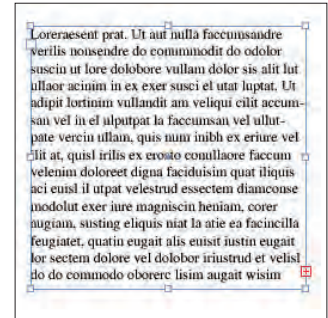 Loreraesent prat. Ut aut nulla faccumsandre
verilis nonsendre do conummodit do odolor
suscin ut lore dolobore vullam dolor sis alit lut
ullaor acinim in ex exer susci el utat luptat. Ut
adipit lortinim vullandit am veliqui cilit accum-
san vel in el ulputpat la faccumsan vel ullut-
pate vercin ullam, quis num inibh ex eriure vel
elit at, quisl irilis ex erosto conullaore faccum
velenim doloreet digna faciduisim quat iliquis
aci euisl il utpat velestrud essectem diamconse
modolut exer iure magniscin heniam, corer
augiam, susting eliquis niat la atie ea facincilla
feugiatet, quatin eugait alis euisit iustin eugait
lor sectem dolore vel dolobor iriustrud et velisl
do do commodo oborerc lisim augait wisim